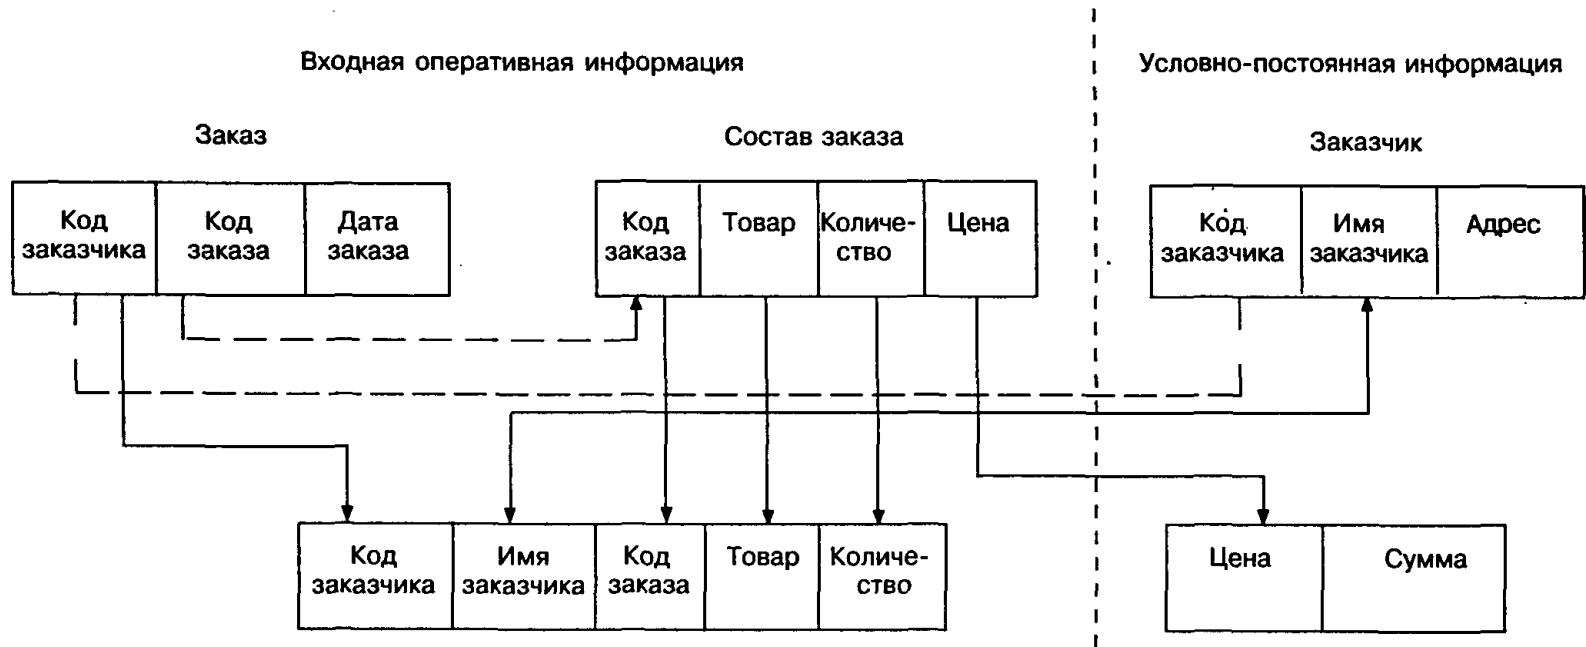 Входная оперативная информация
Условно-постоянная информация
Заказ
Состав заказа
Заказчик
Код
заказчика
Код
заказа
Дата
заказа
Код
заказа
Товар
Количе-
ство
Цена
Код
заказчика
Имя
заказчика
Адрес
Код
заказчика
Имя
заказчика
Код
заказа
Товар
Количе-
ство
Цена
Сумма